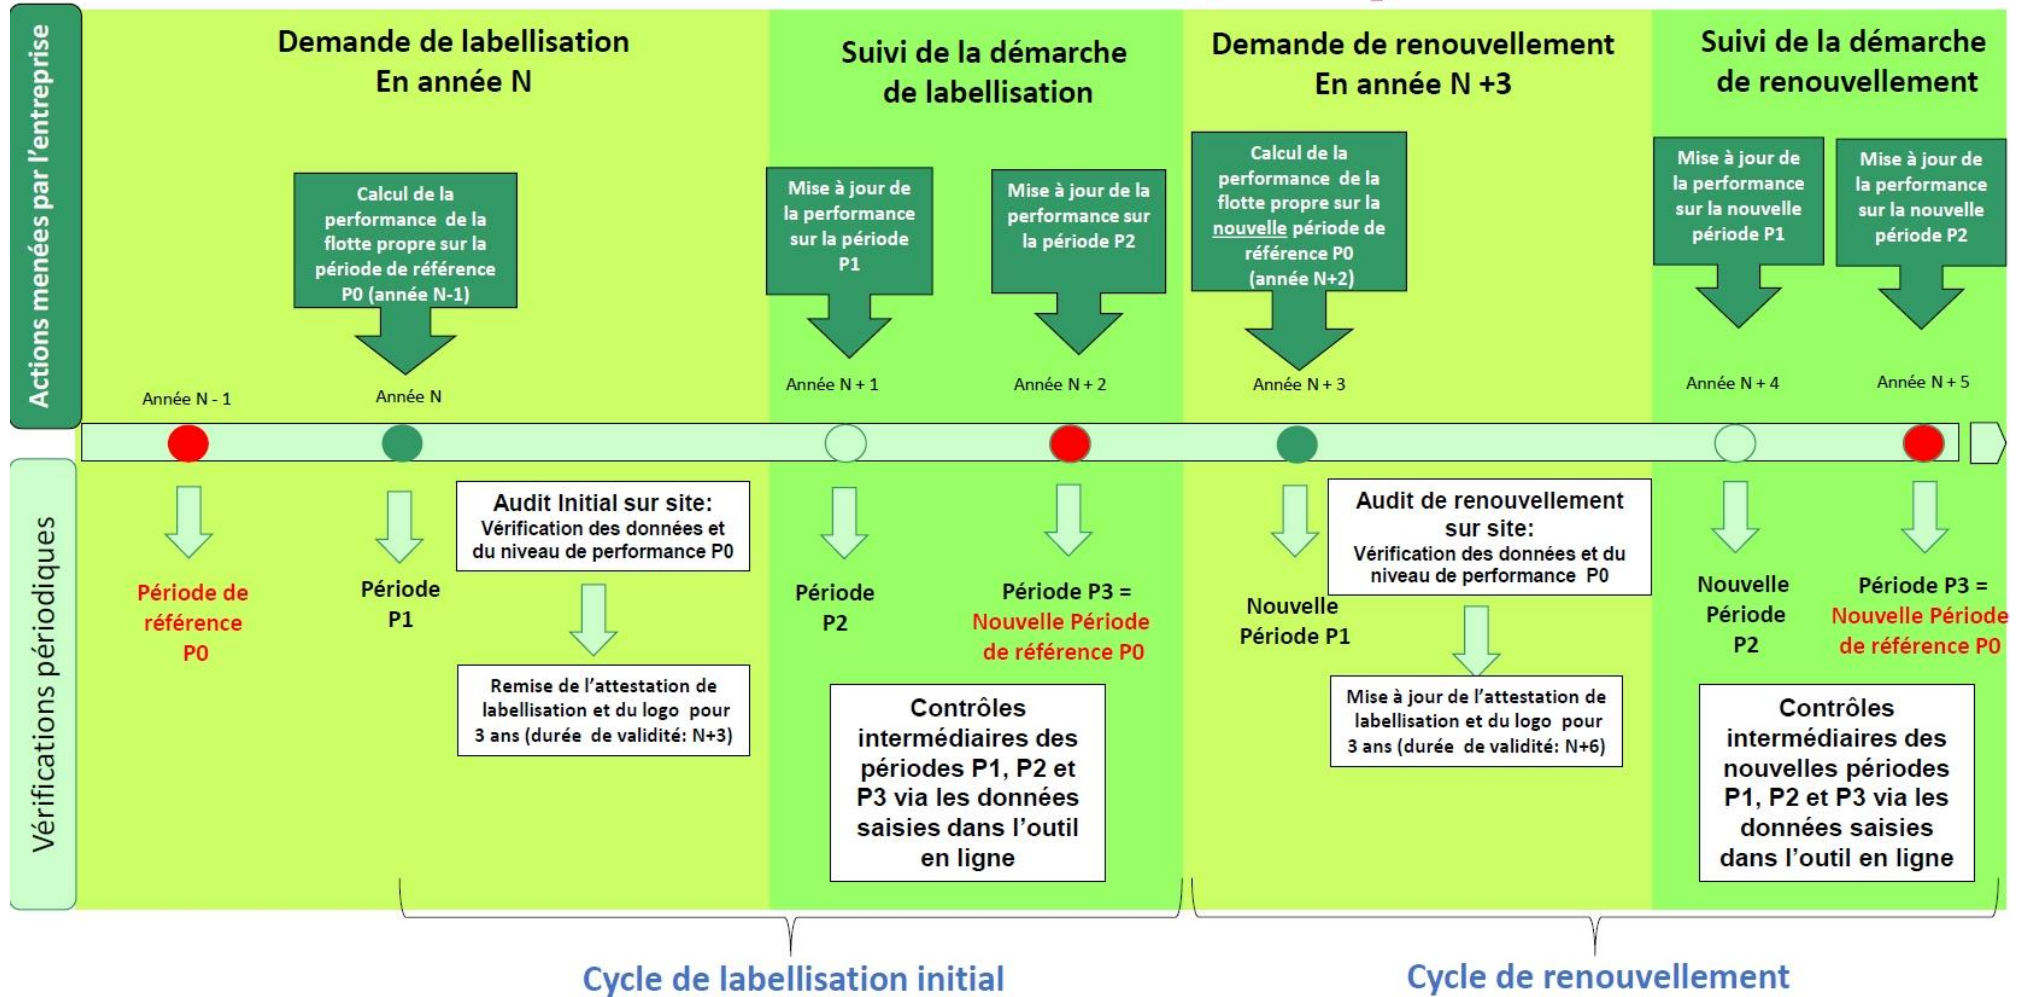 Actions menées par l'entreprise
Demande de labellisation
En année N
Suivi de la démarche
de labellisation
Demande de renouvellement
En année N +3
Suivi de la démarche
de renouvellement
Calcul de la
performance de la
flotte propre sur la
période de référence
P0 (année N-1)
Mise à jour de
la performance
sur la période
P1
Mise à jour de la
performance sur
la période P2
Calcul de la
performance de la
flotte propre sur la
nouvelle période de
référence P0
(année N+2)
Mise à jour de
la performance
sur la nouvelle
période P1
Mise à jour de
la performance
sur la nouvelle
période P2
Année N - 1
Année N
Année N + 1
Année N + 2
Année N + 3
Année N + 4
Année N + 5
Vérifications périodiques
Période de
référence
P0
Période
P1
Audit Initial sur site:
Vérification des données et
du niveau de performance P0
Remise de l'attestation de
labellisation et du logo pour
3 ans (durée de validité: N+3)
Période
P2
Période P3 =
Nouvelle Période
de référence P0
Contrôles
intermédiaires des
périodes P1, P2 et
P3 via les données
saisies dans l'outil
en ligne
Nouvelle
Période P1
Audit de renouvellement
sur site:
Vérification des données et du
niveau de performance P0
Mise à jour de l'attestation de
labellisation et du logo pour
3 ans (durée de validité: N+6)
Nouvelle
Période
P2
Période P3 =
Nouvelle Période
de référence P0
Contrôles
intermédiaires des
nouvelles périodes
P1, P2 et P3 via les
données saisies
dans l'outil en ligne
Cycle de labellisation initial
Cycle de renouvellement